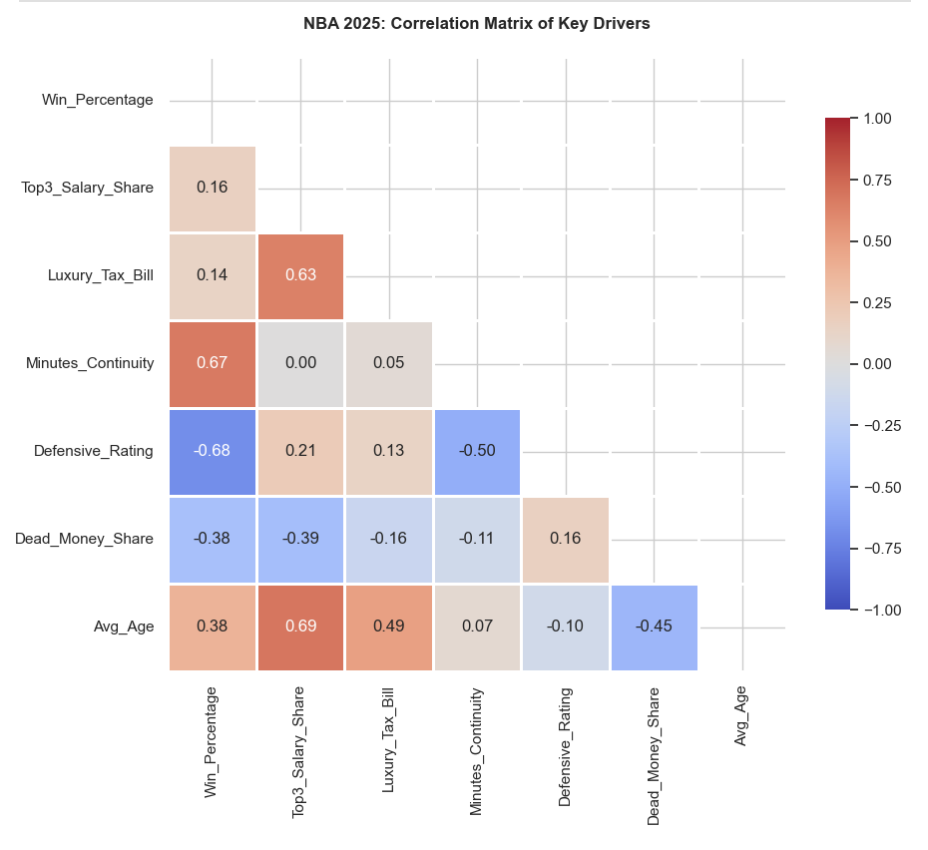 NBA 2025: Correlation Matrix of Key Drivers
Win_Percentage
Top3_Salary_Share 0.16
Luxury_Tax_Bill 0.14 0.63
Minutes_Continuity 0.67 0.00 0.05
Defensive_Rating -0.68 0.21 0.13 -0.50
Dead_Money_Share -0.38 -0.39 -0.16 -0.11 0.16
Avg_Age 0.38 0.69 0.49 0.07 -0.10 -0.45
Win_Percentage
Top3_Salary_Share
Luxury_Tax_Bill
Minutes_Continuity
Defensive_Rating
Dead_Money_Share
Avg_Age
1.00
0.75
0.50
0.25
0.00
−0.25
−0.50
−0.75
−1.00